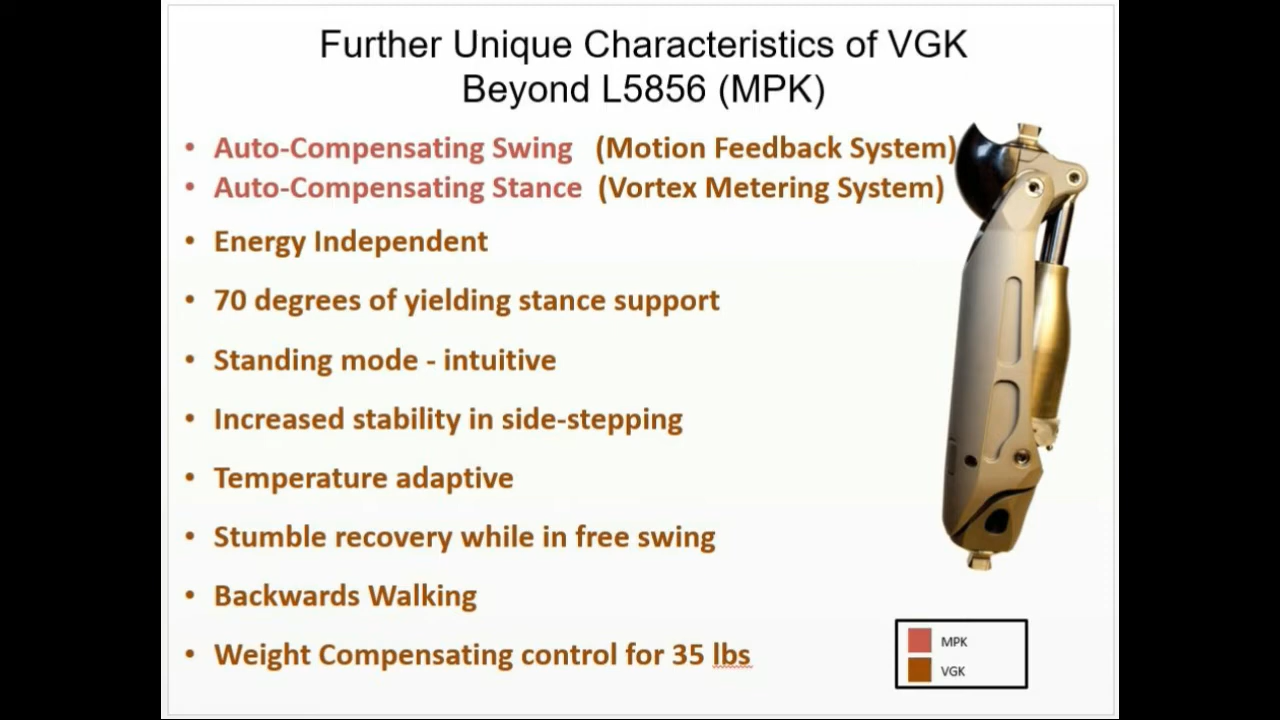 Further Unique Characteristics of VGK
Beyond L5856 (MPK)
• Auto-Compensating Swing (Motion Feedback System)
• Auto-Compensating Stance (Vortex Metering System)
• Energy Independent
• 70 degrees of yielding stance support
• Standing mode - intuitive
• Increased stability in side-stepping
• Temperature adaptive
• Stumble recovery while in free swing
• Backwards Walking
• Weight Compensating control for 35 lbs
MPK
VGK